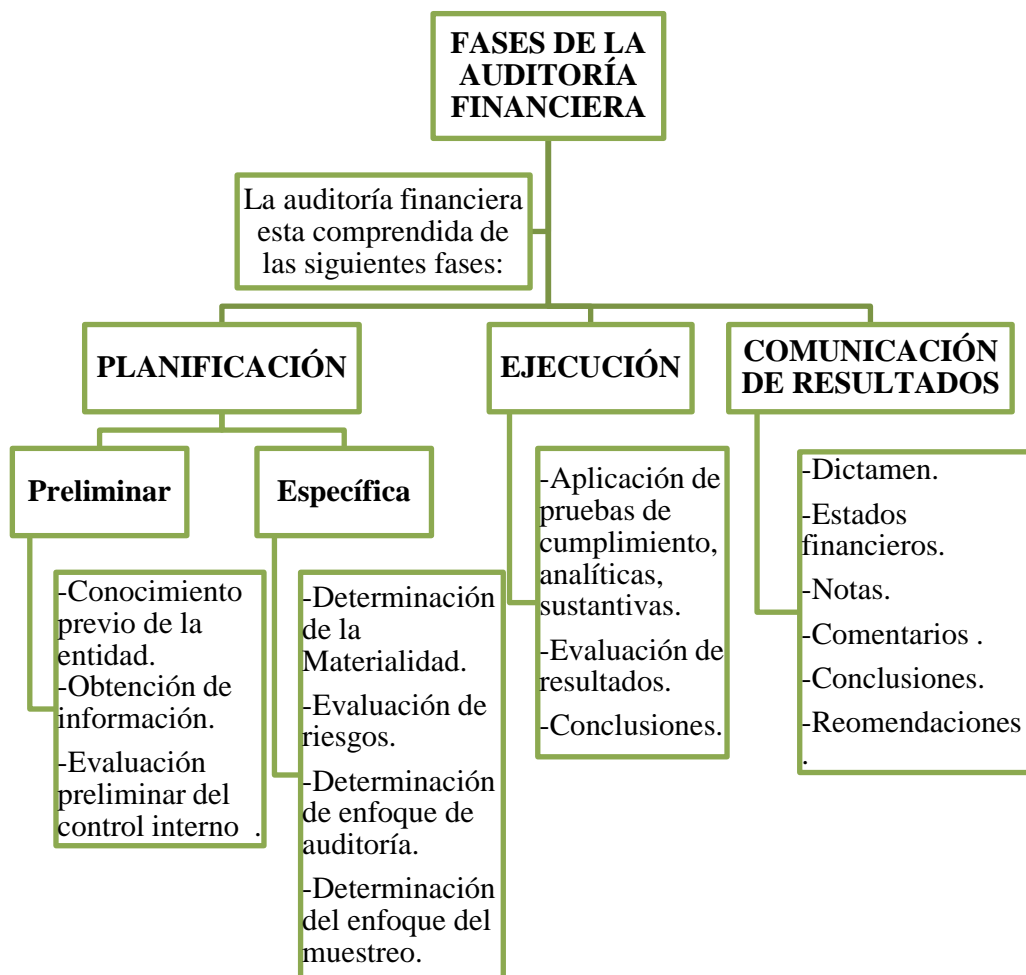 FASES DE LA
AUDITORÍA
FINANCIERA
La auditoría financiera
esta comprendida de
las siguientes fases:
PLANIFICACIÓN
Preliminar
-Conocimiento
previo de la
entidad.
-Obtención de
información.
-Evaluación
preliminar del
control interno .
Específica
-Determinación
de la
Materialidad.
-Evaluación de
riesgos.
-Determinación
de enfoque de
auditoría.
-Determinación
del enfoque del
muestreo.
EJECUCIÓN
-Aplicación de
pruebas de
cumplimiento,
analíticas,
sustantivas.
-Evaluación de
resultados.
-Conclusiones.
COMUNICACIÓN
DE RESULTADOS
-Dictamen.
-Estados
financieros.
-Notas.
-Comentarios .
-Conclusiones.
-Reomendaciones
.